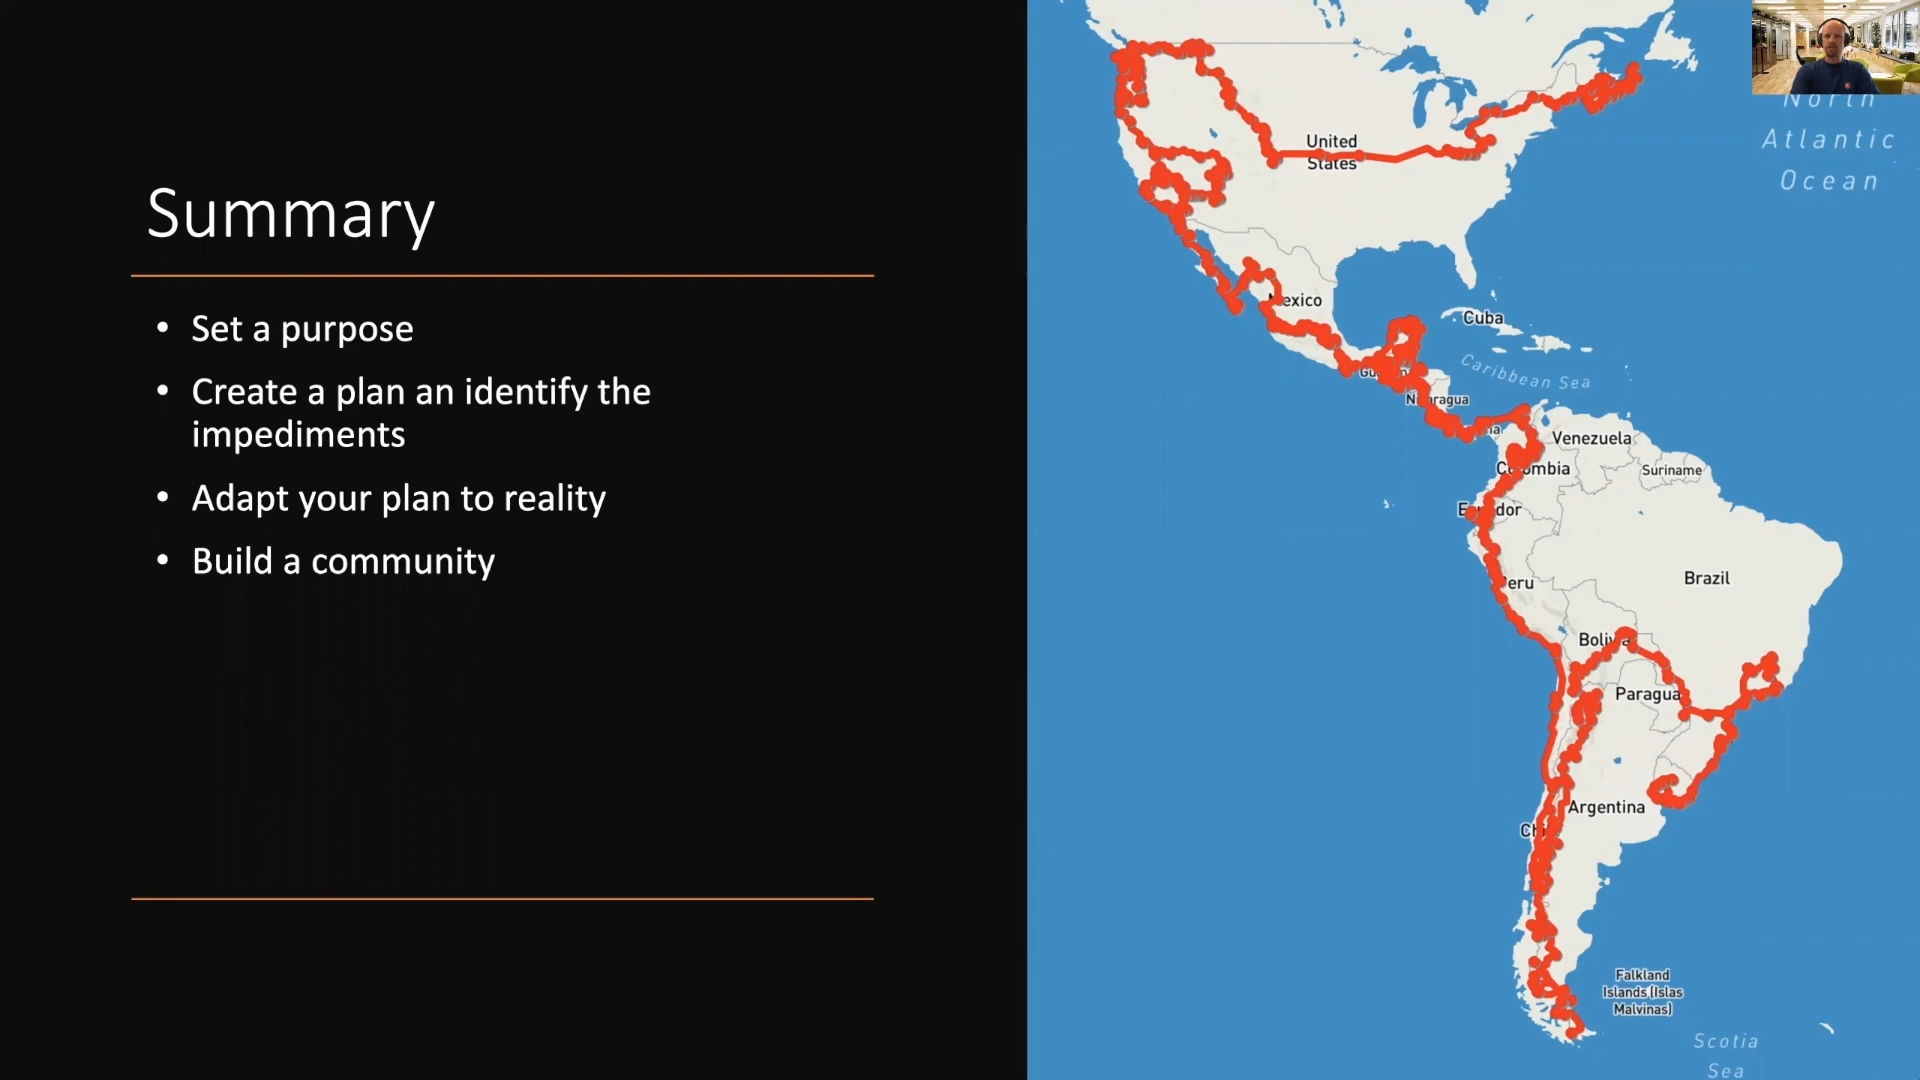 Summary
• Set a purpose
• Create a plan an identify the
impediments
• Adapt your plan to reality
• Build a community
North
Atlantic
Ocean
United
States
Mexico
Cuba
Caribbean Sea
Nicaragua
Venezuela
Colombia
Suriname
Ecuador
Peru
Brazil
Bolivia
Paragua
Argentina
Chi
Falkland
Islands (Islas
Malvinas)
Scotia
Sea